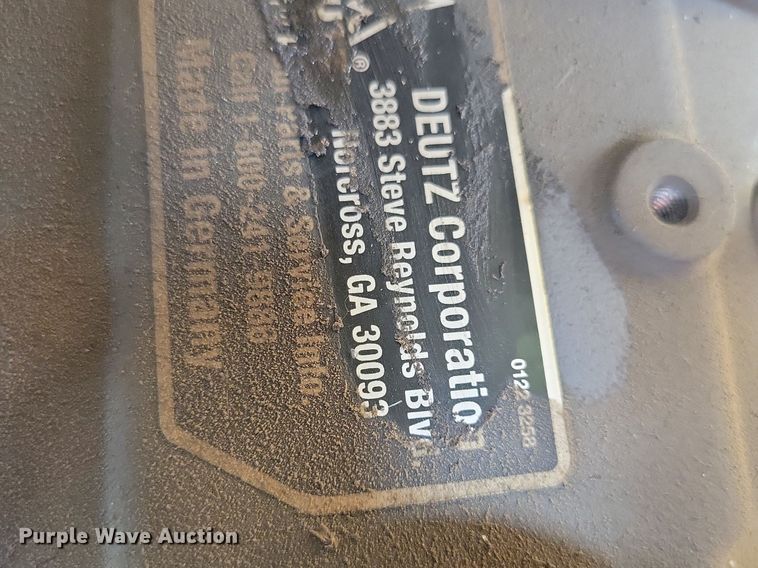 DEUTZ Corporation
® 3883 Steve Reynolds Blvd.
Norcross, GA 30093
& Service Info.
Call 1-800-241-9886
Made in Germany
0122 3258
Purple Wave Auction